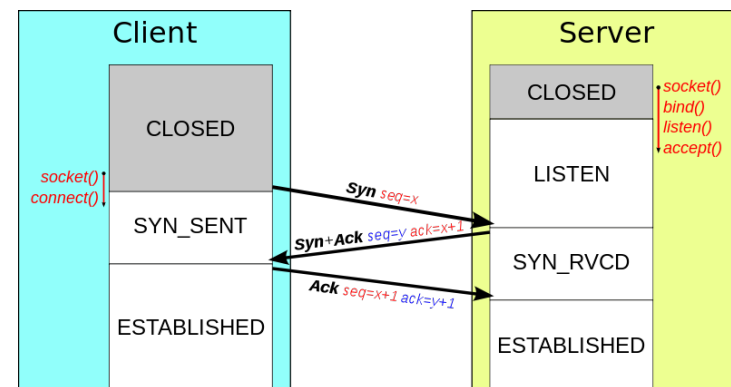 Client
Server
CLOSED
CLOSED
socket()
bind()
listen()
accept()
socket()
connect()
LISTEN
Syn seq=x
SYN_SENT
Syn+Ack seq=y ack=x+1
SYN_RVCD
Ack seq=x+1 ack=y+1
ESTABLISHED
ESTABLISHED